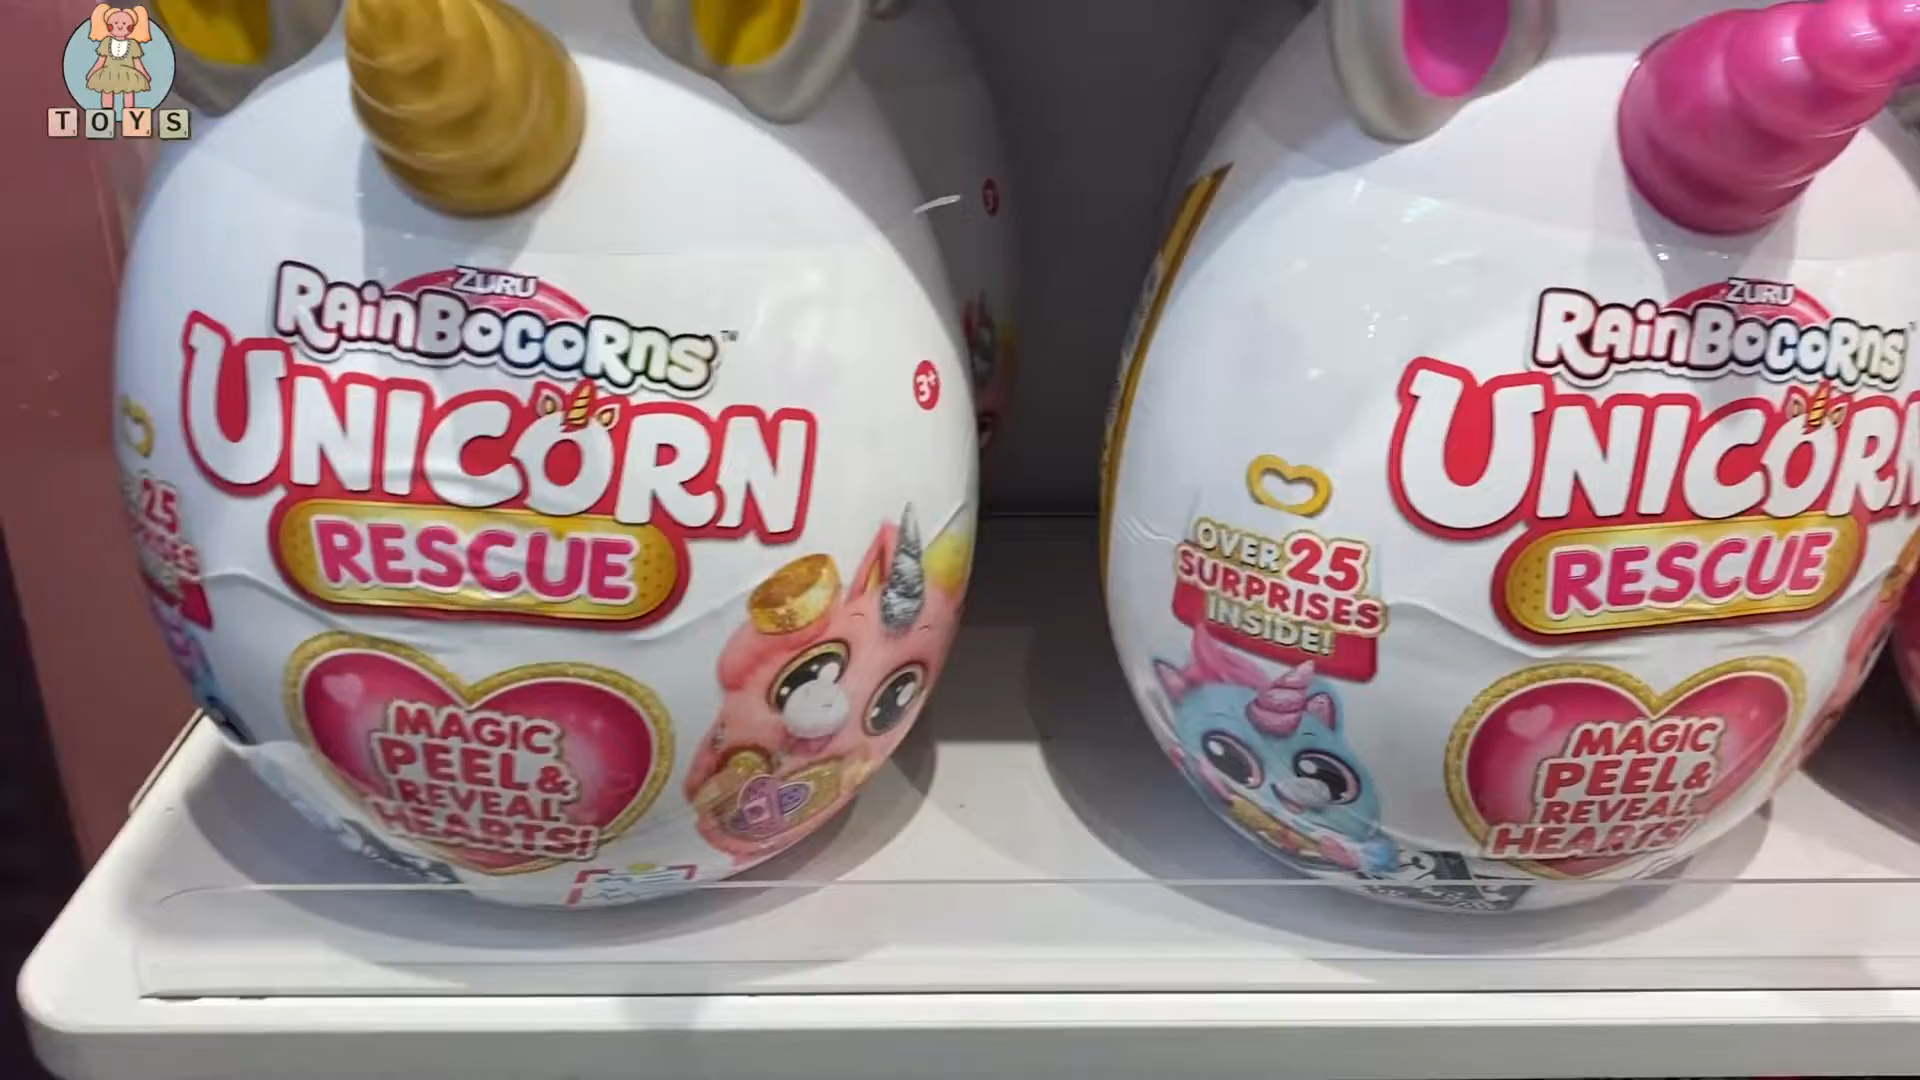 TOYS
ZURU
RainBocoRns™
UNICORN
RESCUE
3+
25
MAGIC
PEEL &
REVEAL
HEARTS!
ZURU
RainBocoRns
UNICORN
RESCUE
OVER 25
SURPRISES
INSIDE!
MAGIC
PEEL &
REVEAL
HEARTS!